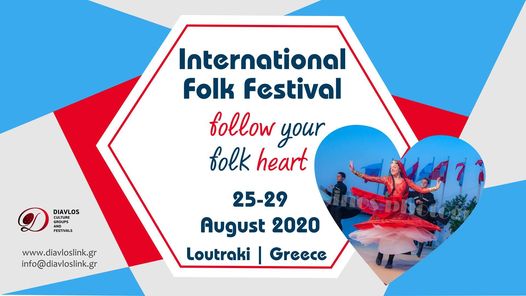 International
Folk Festival
follow your
folk heart
25-29
August 2020
Loutraki | Greece
DIAVLOS
CULTURE
GROUPS
AND
FESTIVALS
www.diavloslink.gr
info@diavloslink.gr